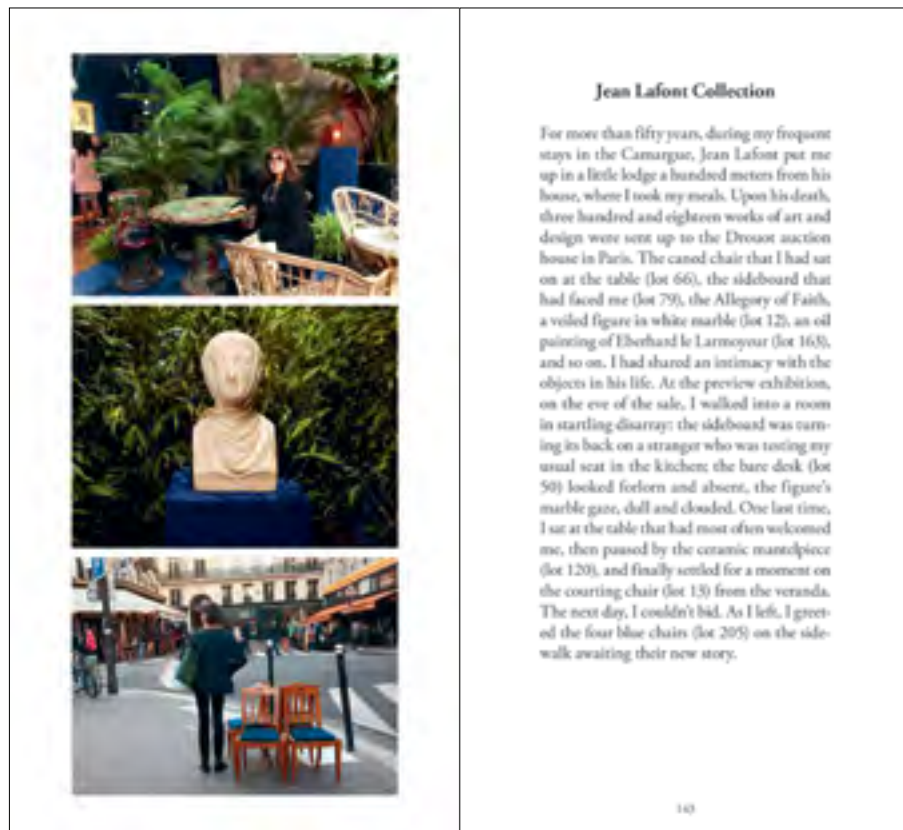 Jean Lafont Collection
For more than fifty years, during my frequent
stays in the Camargue, Jean Lafont put me
up in a little lodge a hundred meters from his
house, where I took my meals. Upon his death,
three hundred and eighteen works of art and
design were sent up to the Drouot auction
house in Paris. The caned chair that I had sat
on at the table (lot 66), the sideboard that
had faced me (lot 79), the Allegory of Faith,
a veiled figure in white marble (lot 12), an oil
painting of Eberhard le Larmoyeur (lot 163),
and so on. I had shared an intimacy with the
objects in his life. At the preview exhibition,
on the eve of the sale, I walked into a room
in startling disarray: the sideboard was turn-
ing its back on a stranger who was testing my
usual seat in the kitchen; the bare desk (lot
50) looked forlorn and absent, the figure's
marble gaze, dull and clouded. One last time,
I sat at the table that had most often welcomed
me, then paused by the ceramic mantelpiece
(lot 120), and finally settled for a moment on
the courting chair (lot 13) from the veranda.
The next day, I couldn't bid. As I left, I greet-
ed the four blue chairs (lot 205) on the side-
walk awaiting their new story.